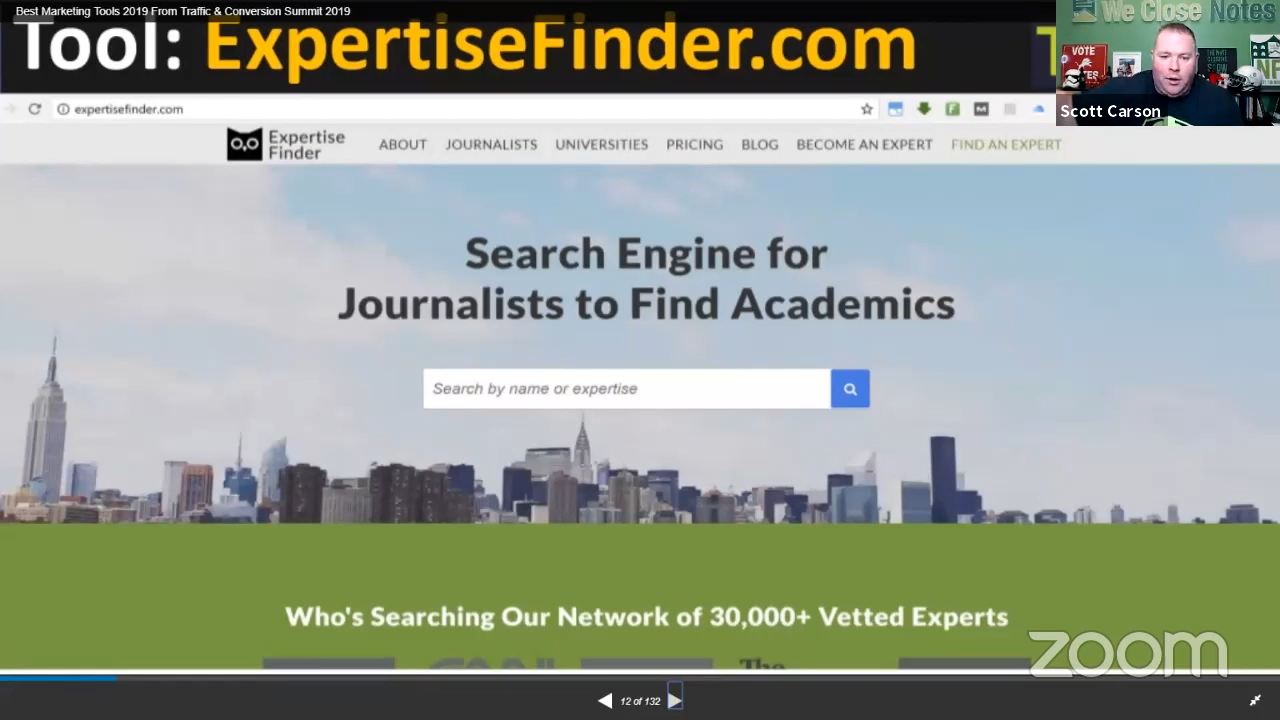 Best Marketing Tools 2019 From Traffic & Conversion Summit 2019
Tool: ExpertiseFinder.com
We Close Notes
VOTE
Scott Carson
expertisefinder.com
Expertise
Finder
ABOUT
JOURNALISTS
UNIVERSITIES
PRICING
BLOG
BECOME AN EXPERT
FIND AN EXPERT
Search Engine for
Journalists to Find Academics
Search by name or expertise
Who's Searching Our Network of 30,000+ Vetted Experts
The
zoom
12 of 132